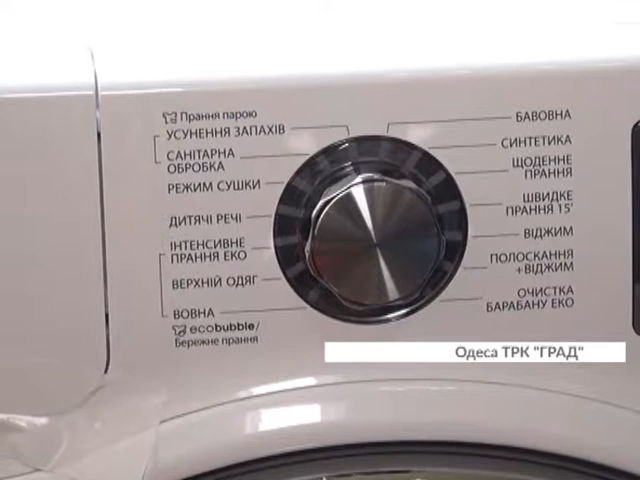 Прання парою
УСУНЕННЯ ЗАПАХІВ
САНІТАРНА
ОБРОБКА
РЕЖИМ СУШКИ
ДИТЯЧІ РЕЧІ
ІНТЕНСИВНЕ
ПРАННЯ ЕКО
ВЕРХНІЙ ОДЯГ
ВОВНА
ecobubble/
Бережне прання
БАВОВНА
СИНТЕТИКА
ЩОДЕННЕ
ПРАННЯ
ШВИДКЕ
ПРАННЯ 15'
ВІДЖИМ
ПОЛОСКАННЯ
+ВІДЖИМ
ОЧИСТКА
БАРАБАНУ ЕКО
Одеса ТРК "ГРАД"